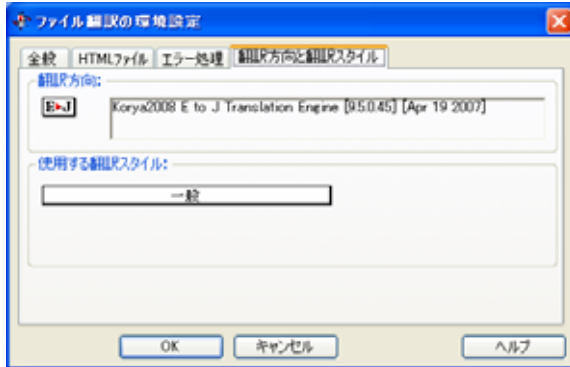 ファイル翻訳の環境設定
全般 HTMLファイル エラー処理 翻訳方向と翻訳スタイル
翻訳方向:
E▸J Korya2008 E to J Translation Engine [9.5.0.45] [Apr 19 2007]
使用する翻訳スタイル:
一般
OK キャンセル ヘルプ